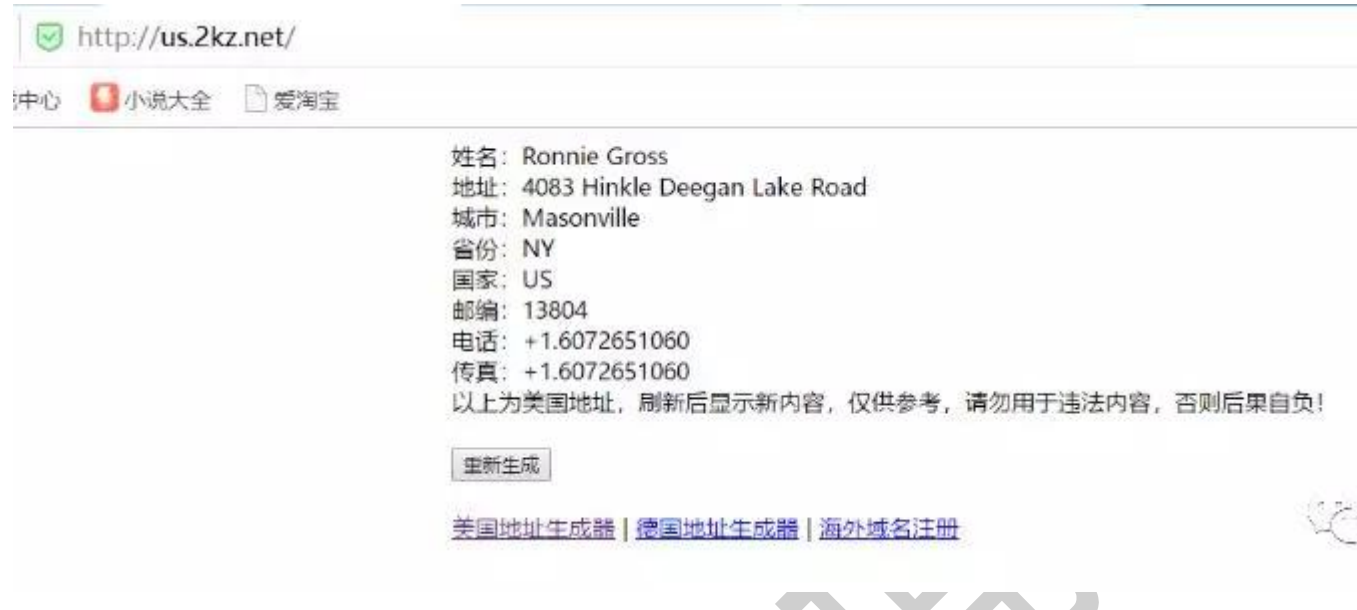 http://us.2kz.net/
中心 小说大全 爱淘宝
姓名：Ronnie Gross
地址：4083 Hinkle Deegan Lake Road
城市：Masonville
省份：NY
国家：US
邮编：13804
电话：+1.6072651060
传真：+1.6072651060
以上为美国地址，刷新后显示新内容，仅供参考，请勿用于违法内容，否则后果自负！
重新生成
美国地址生成器 | 德国地址生成器 | 海外域名注册